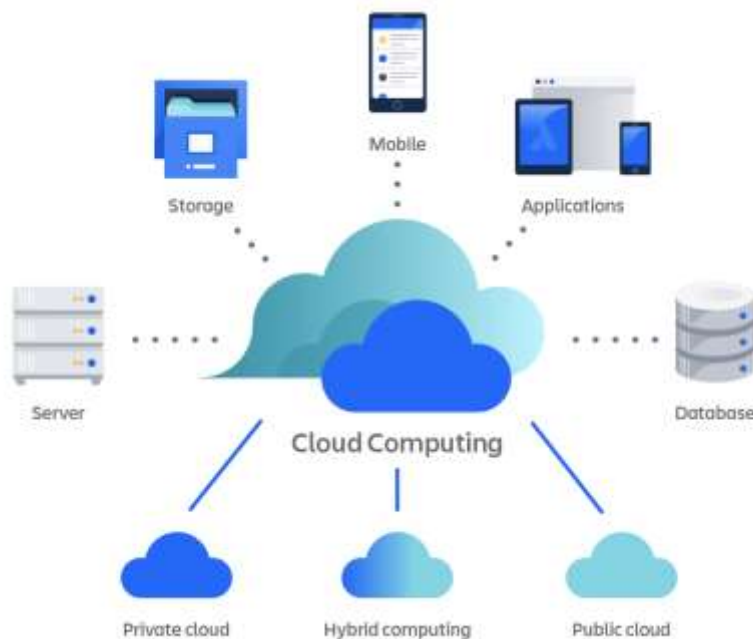 Mobile
Storage
Applications
Server
Database
Cloud Computing
Private cloud
Hybrid computing
Public cloud